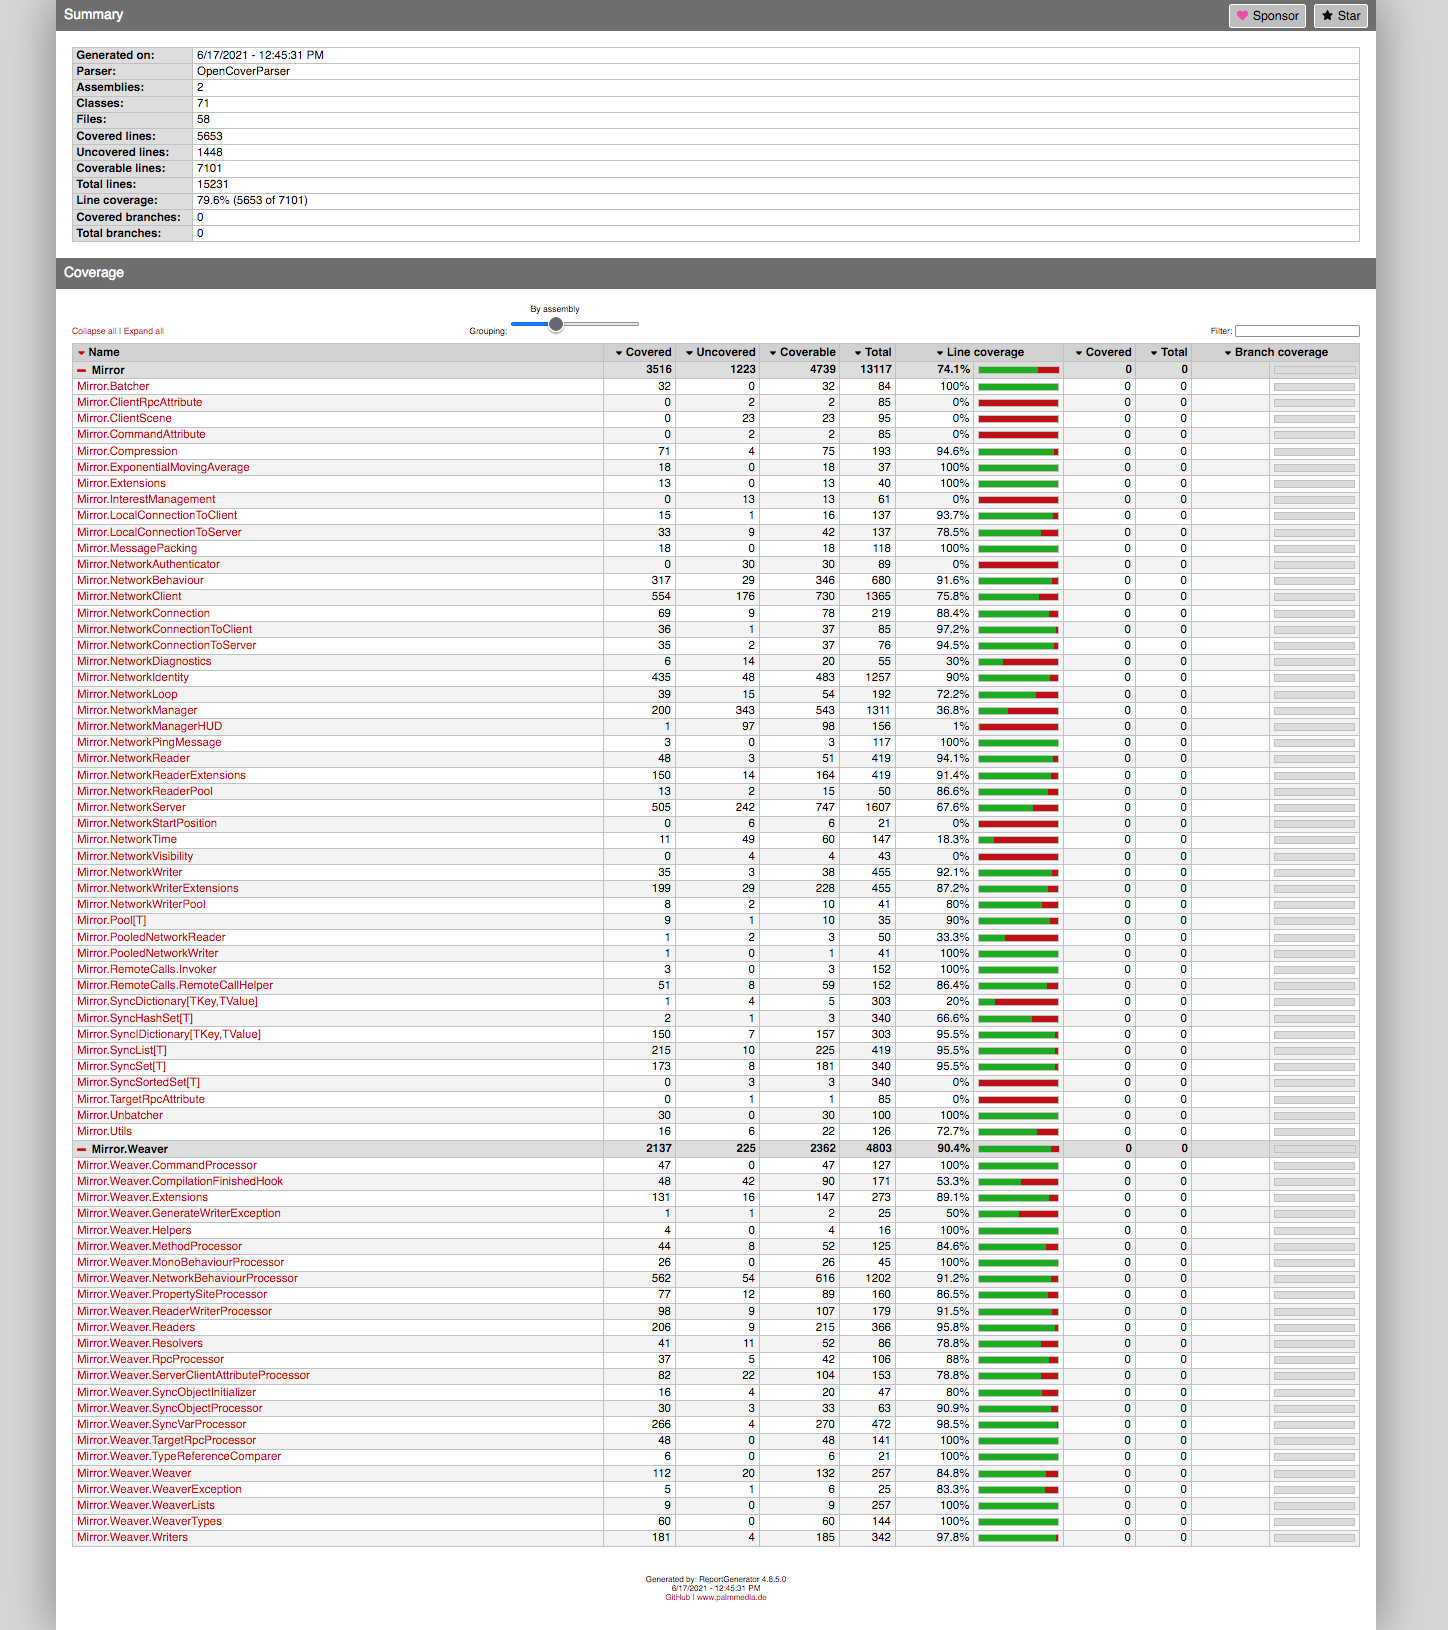 Summary
Sponsor
Star
Generated on: 6/17/2021 - 12:45:31 PM
Parser: OpenCoverParser
Assemblies: 2
Classes: 71
Files: 58
Covered lines: 5653
Uncovered lines: 1448
Coverable lines: 7101
Total lines: 15231
Line coverage: 79.6% (5653 of 7101)
Covered branches: 0
Total branches: 0
Coverage
By assembly
Collapse all | Expand all Grouping: Filter:
Name Covered Uncovered Coverable Total Line coverage Covered Total Branch coverage
Mirror 3516 1223 4739 13117 74.1% 0 0
Mirror.Batcher 32 0 32 84 100% 0 0
Mirror.ClientRpcAttribute 0 2 2 85 0% 0 0
Mirror.ClientScene 0 23 23 95 0% 0 0
Mirror.CommandAttribute 0 2 2 85 0% 0 0
Mirror.Compression 71 4 75 193 94.6% 0 0
Mirror.ExponentialMovingAverage 18 0 18 37 100% 0 0
Mirror.Extensions 13 0 13 40 100% 0 0
Mirror.InterestManagement 0 13 13 61 0% 0 0
Mirror.LocalConnectionToClient 15 1 16 137 93.7% 0 0
Mirror.LocalConnectionToServer 33 9 42 137 78.5% 0 0
Mirror.MessagePacking 18 0 18 118 100% 0 0
Mirror.NetworkAuthenticator 0 30 30 89 0% 0 0
Mirror.NetworkBehaviour 317 29 346 680 91.6% 0 0
Mirror.NetworkClient 554 176 730 1365 75.8% 0 0
Mirror.NetworkConnection 69 9 78 219 88.4% 0 0
Mirror.NetworkConnectionToClient 36 1 37 85 97.2% 0 0
Mirror.NetworkConnectionToServer 35 2 37 76 94.5% 0 0
Mirror.NetworkDiagnostics 6 14 20 55 30% 0 0
Mirror.NetworkIdentity 435 48 483 1257 90% 0 0
Mirror.NetworkLoop 39 15 54 192 72.2% 0 0
Mirror.NetworkManager 200 343 543 1311 36.8% 0 0
Mirror.NetworkManagerHUD 1 97 98 156 1% 0 0
Mirror.NetworkPingMessage 3 0 3 117 100% 0 0
Mirror.NetworkReader 48 3 51 419 94.1% 0 0
Mirror.NetworkReaderExtensions 150 14 164 419 91.4% 0 0
Mirror.NetworkReaderPool 13 2 15 50 86.6% 0 0
Mirror.NetworkServer 505 242 747 1607 67.6% 0 0
Mirror.NetworkStartPosition 0 6 6 21 0% 0 0
Mirror.NetworkTime 11 49 60 147 18.3% 0 0
Mirror.NetworkVisibility 0 4 4 43 0% 0 0
Mirror.NetworkWriter 35 3 38 455 92.1% 0 0
Mirror.NetworkWriterExtensions 199 29 228 455 87.2% 0 0
Mirror.NetworkWriterPool 8 2 10 41 80% 0 0
Mirror.Pool[T] 9 1 10 35 90% 0 0
Mirror.PooledNetworkReader 1 2 3 50 33.3% 0 0
Mirror.PooledNetworkWriter 1 0 1 41 100% 0 0
Mirror.RemoteCalls.Invoker 3 0 3 152 100% 0 0
Mirror.RemoteCalls.RemoteCallHelper 51 8 59 152 86.4% 0 0
Mirror.SyncDictionary[TKey,TValue] 1 4 5 303 20% 0 0
Mirror.SyncHashSet[T] 2 1 3 340 66.6% 0 0
Mirror.SyncIDictionary[TKey,TValue] 150 7 157 303 95.5% 0 0
Mirror.SyncList[T] 215 10 225 419 95.5% 0 0
Mirror.SyncSet[T] 173 8 181 340 95.5% 0 0
Mirror.SyncSortedSet[T] 0 3 3 340 0% 0 0
Mirror.TargetRpcAttribute 0 1 1 85 0% 0 0
Mirror.Unbatcher 30 0 30 100 100% 0 0
Mirror.Utils 16 6 22 126 72.7% 0 0
Mirror.Weaver 2137 225 2362 4803 90.4% 0 0
Mirror.Weaver.CommandProcessor 47 0 47 127 100% 0 0
Mirror.Weaver.CompilationFinishedHook 48 42 90 171 53.3% 0 0
Mirror.Weaver.Extensions 131 16 147 273 89.1% 0 0
Mirror.Weaver.GenerateWriterException 1 1 2 25 50% 0 0
Mirror.Weaver.Helpers 4 0 4 16 100% 0 0
Mirror.Weaver.MethodProcessor 44 8 52 125 84.6% 0 0
Mirror.Weaver.MonoBehaviourProcessor 26 0 26 45 100% 0 0
Mirror.Weaver.NetworkBehaviourProcessor 562 54 616 1202 91.2% 0 0
Mirror.Weaver.PropertySiteProcessor 77 12 89 160 86.5% 0 0
Mirror.Weaver.ReaderWriterProcessor 98 9 107 179 91.5% 0 0
Mirror.Weaver.Readers 206 9 215 366 95.8% 0 0
Mirror.Weaver.Resolvers 41 11 52 86 78.8% 0 0
Mirror.Weaver.RpcProcessor 37 5 42 106 88% 0 0
Mirror.Weaver.ServerClientAttributeProcessor 82 22 104 153 78.8% 0 0
Mirror.Weaver.SyncObjectInitializer 16 4 20 47 80% 0 0
Mirror.Weaver.SyncObjectProcessor 30 3 33 63 90.9% 0 0
Mirror.Weaver.SyncVarProcessor 266 4 270 472 98.5% 0 0
Mirror.Weaver.TargetRpcProcessor 48 0 48 141 100% 0 0
Mirror.Weaver.TypeReferenceComparer 6 0 6 21 100% 0 0
Mirror.Weaver.Weaver 112 20 132 257 84.8% 0 0
Mirror.Weaver.WeaverException 5 1 6 25 83.3% 0 0
Mirror.Weaver.WeaverLists 9 0 9 257 100% 0 0
Mirror.Weaver.WeaverTypes 60 0 60 144 100% 0 0
Mirror.Weaver.Writers 181 4 185 342 97.8% 0 0
Generated by: ReportGenerator 4.8.5.0
6/17/2021 - 12:45:31 PM
GitHub | www.palmmedia.de